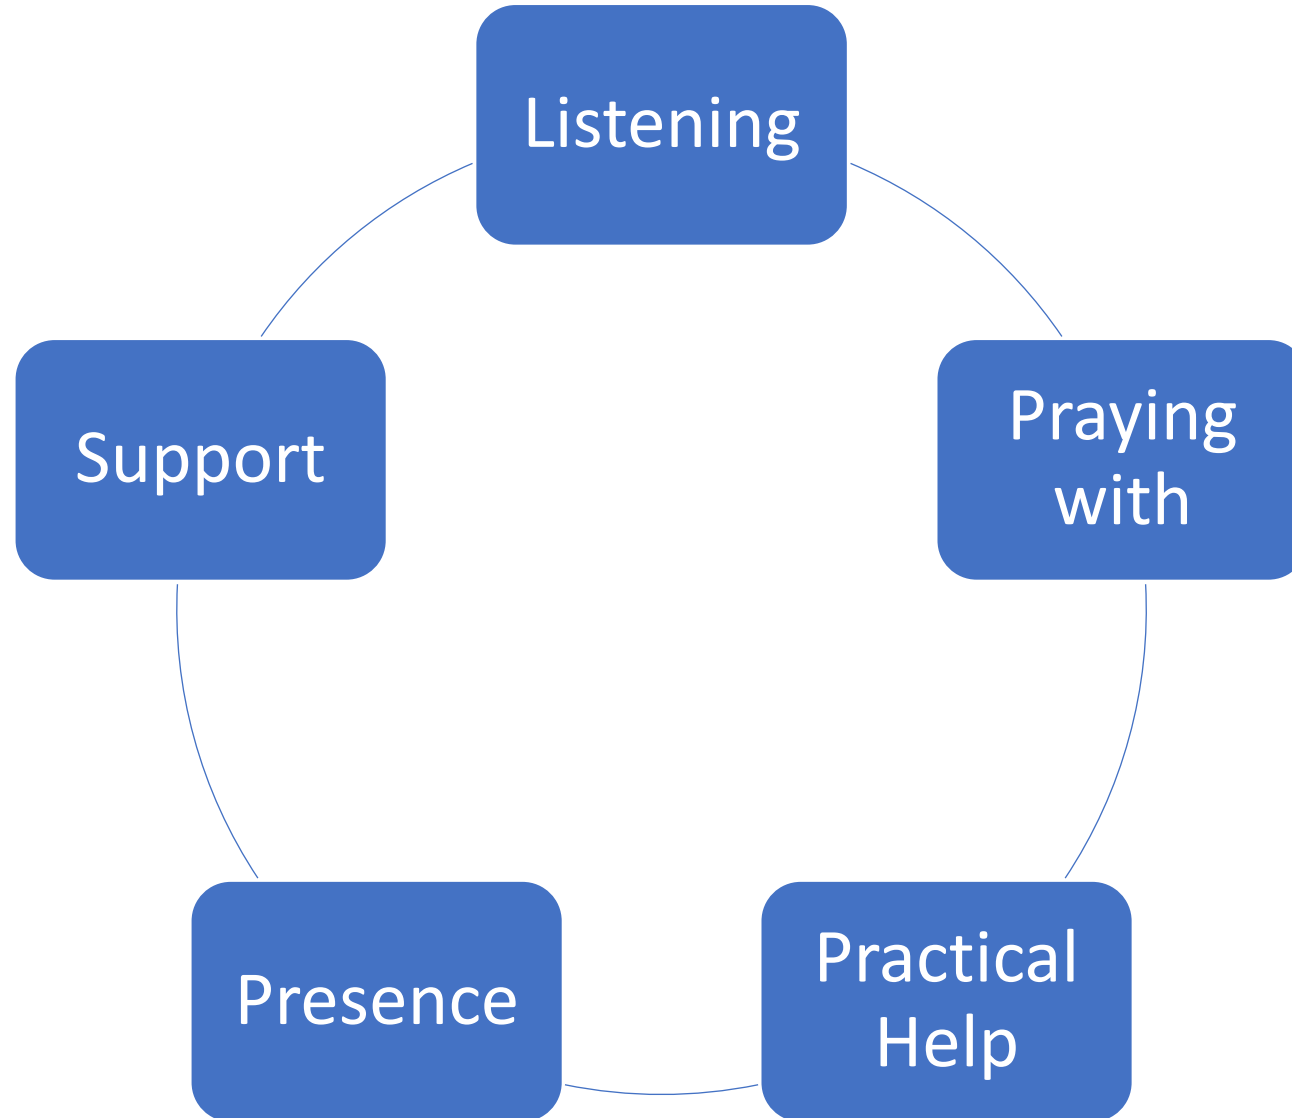 Listening
Praying
with
Practical
Help
Presence
Support